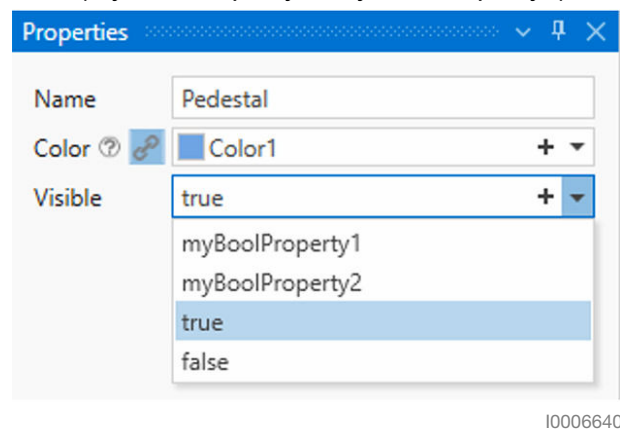 Properties
Name Pedestal
Color Color1
Visible true
myBoolProperty1
myBoolProperty2
true
false
I0006640